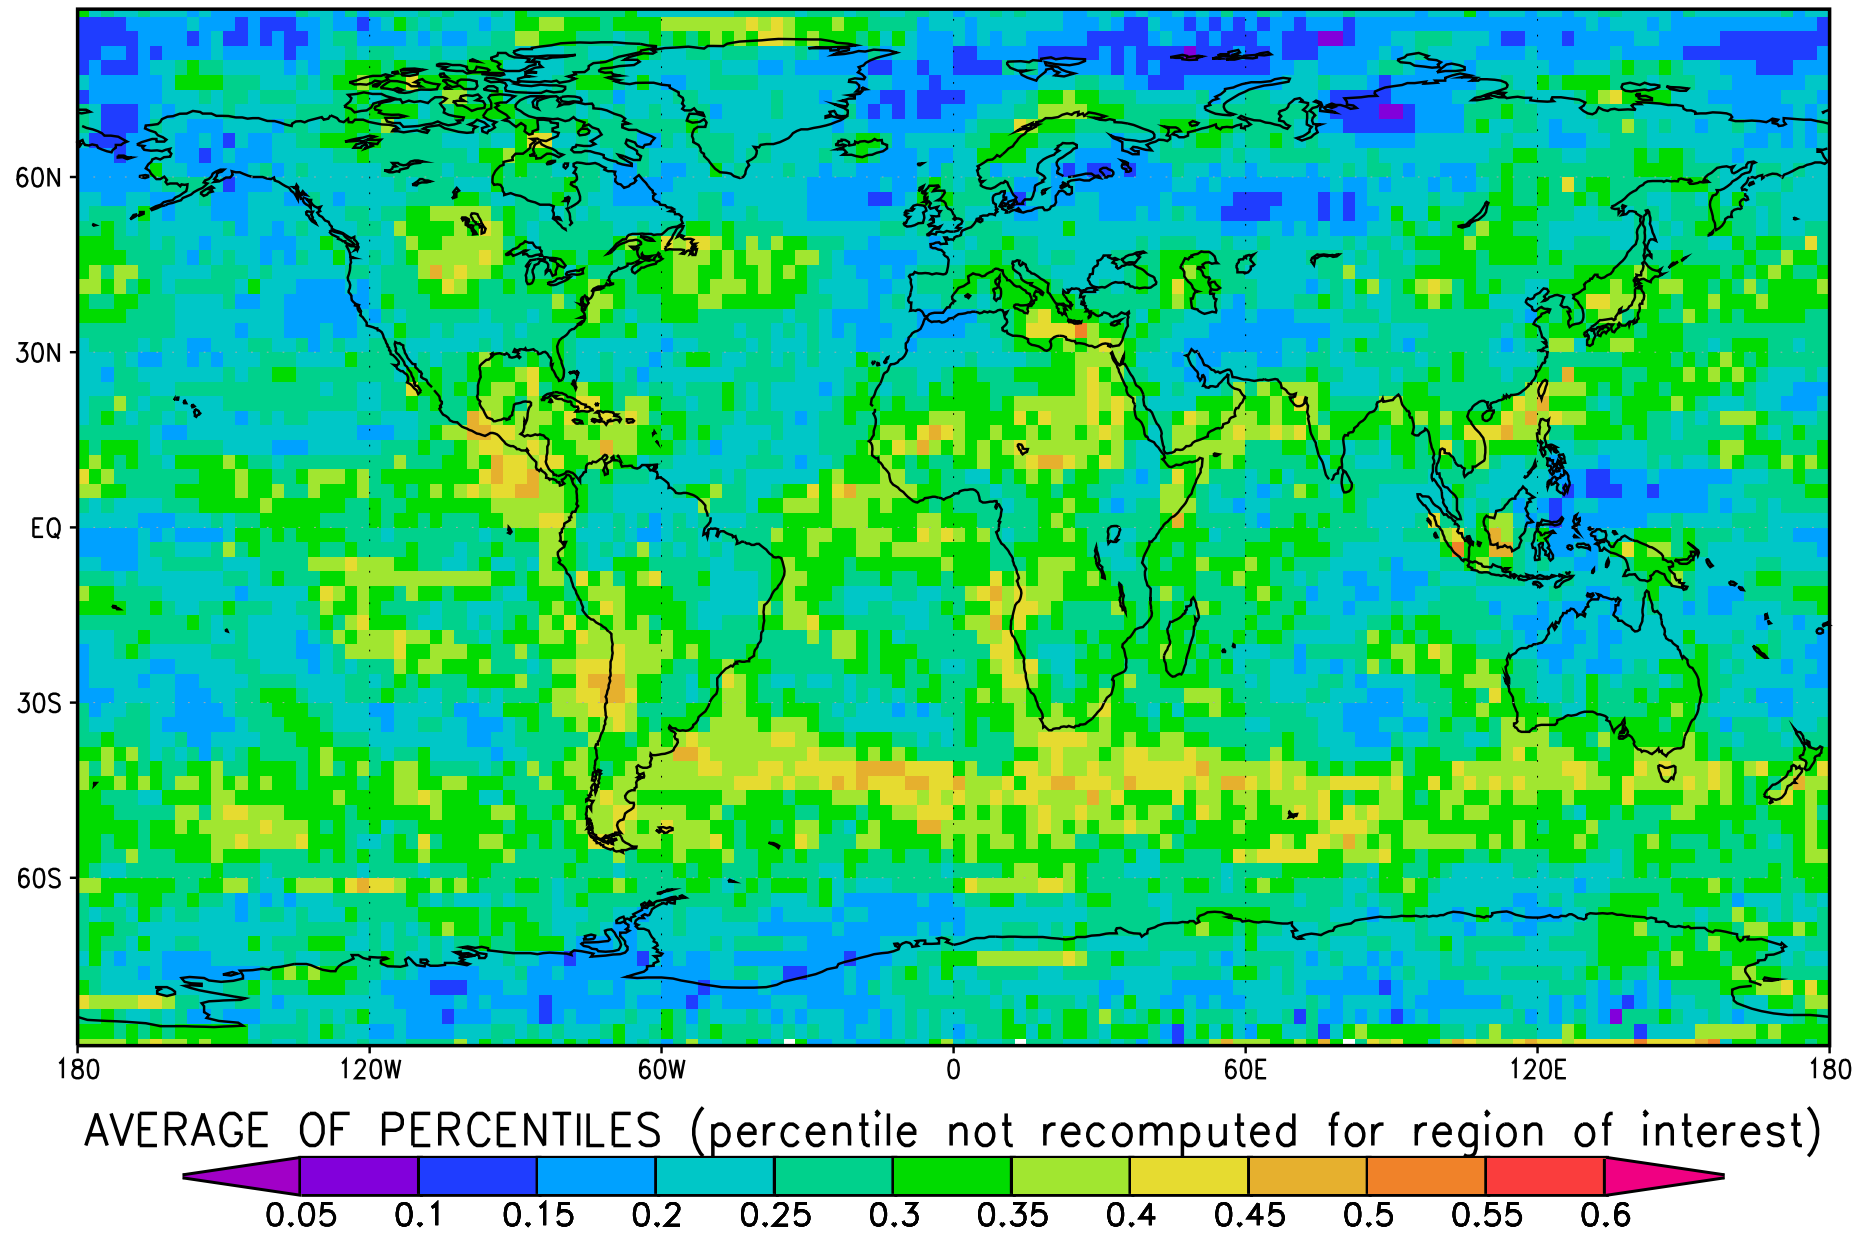 60N
30N
EQ
30S
60S
180 120W 60W 0 60E 120E 180
AVERAGE OF PERCENTILES (percentile not recomputed for region of interest)
0.05 0.1 0.15 0.2 0.25 0.3 0.35 0.4 0.45 0.5 0.55 0.6